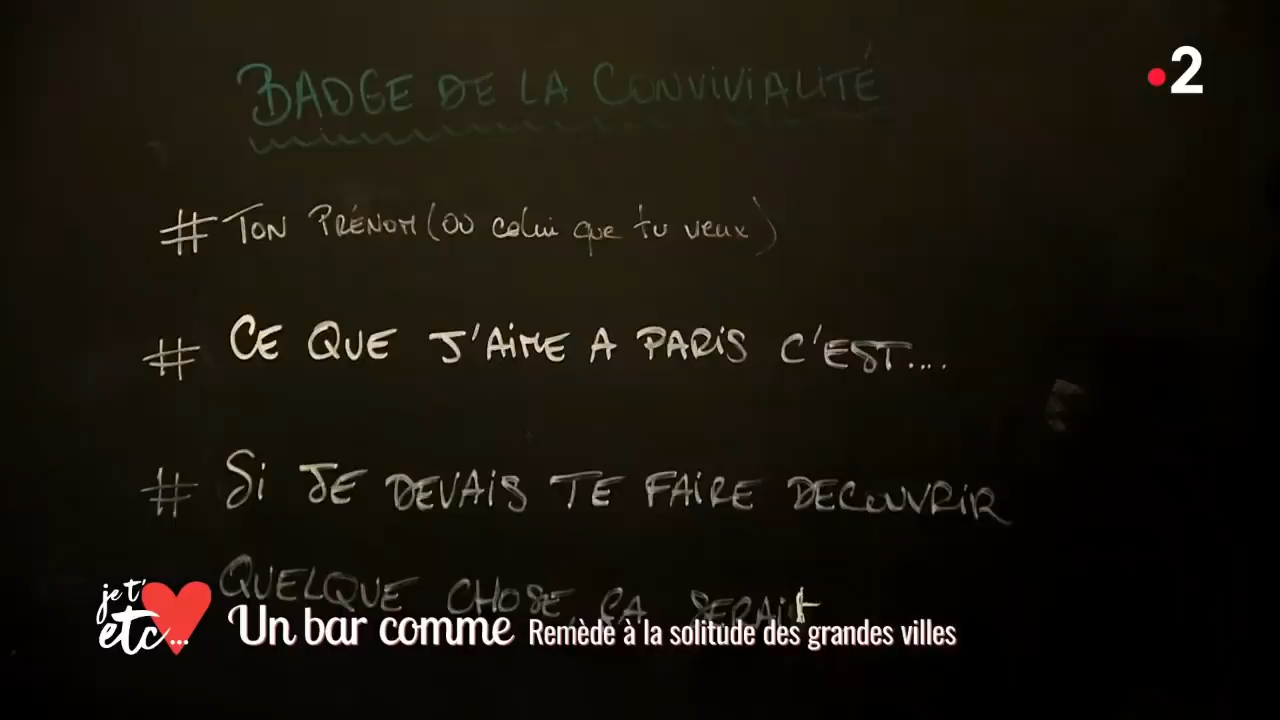 BADGE DE LA CONVIVIALITÉ
2
# TON PRÉNOM (OU celui que tu veux)
# CE QUE J'AIME A PARIS C'EST....
# Si JE DEVAIS TE FAIRE DECOUVRIR
QUELQUE CHOSE, ÇA SERAIT
je t'
etc...
Un bar comme Remède à la solitude des grandes villes